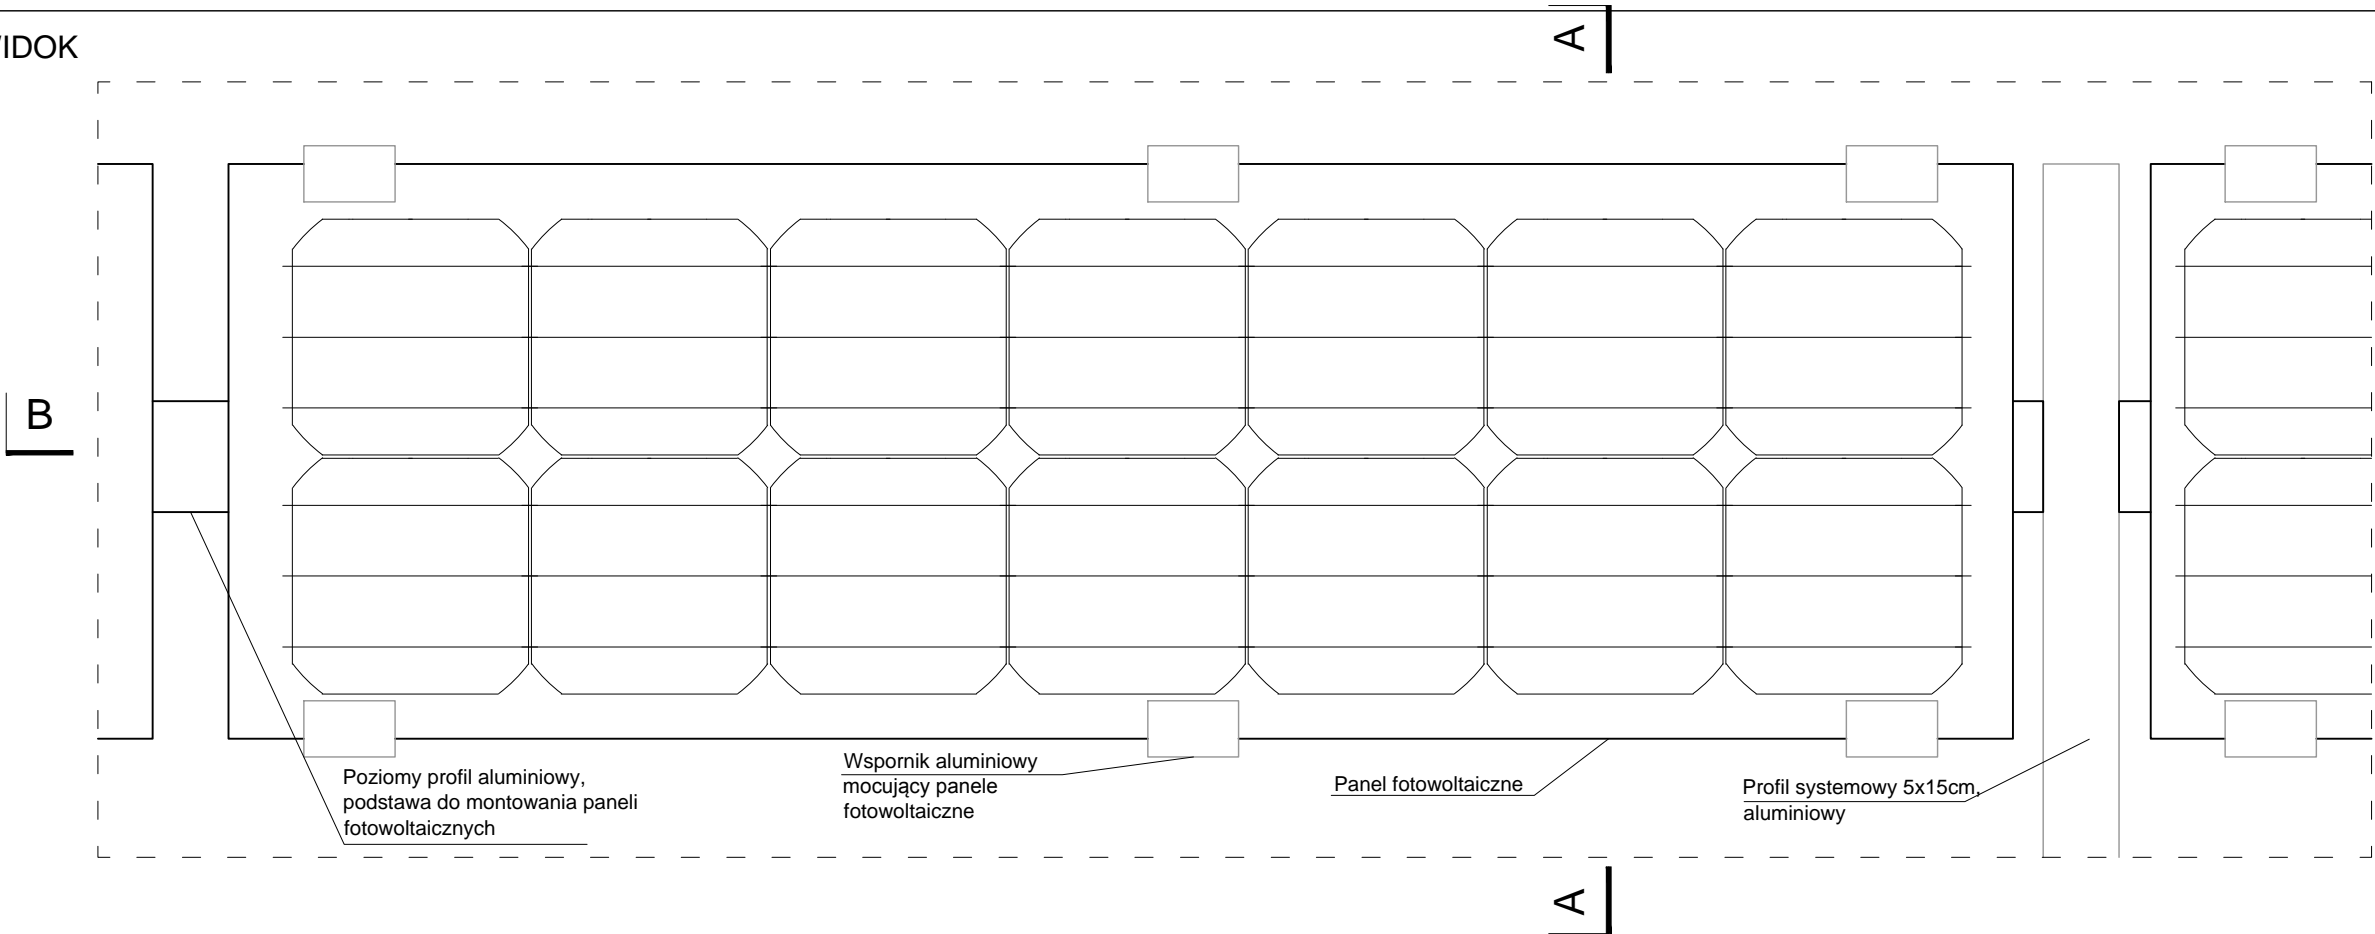 IDOK
A
B
Poziomy profil aluminiowy,
podstawa do montowania paneli
fotowoltaicznych
Wspornik aluminiowy
mocujący panele
fotowoltaiczne
Panel fotowoltaiczne
Profil systemowy 5x15cm,
aluminiowy
A